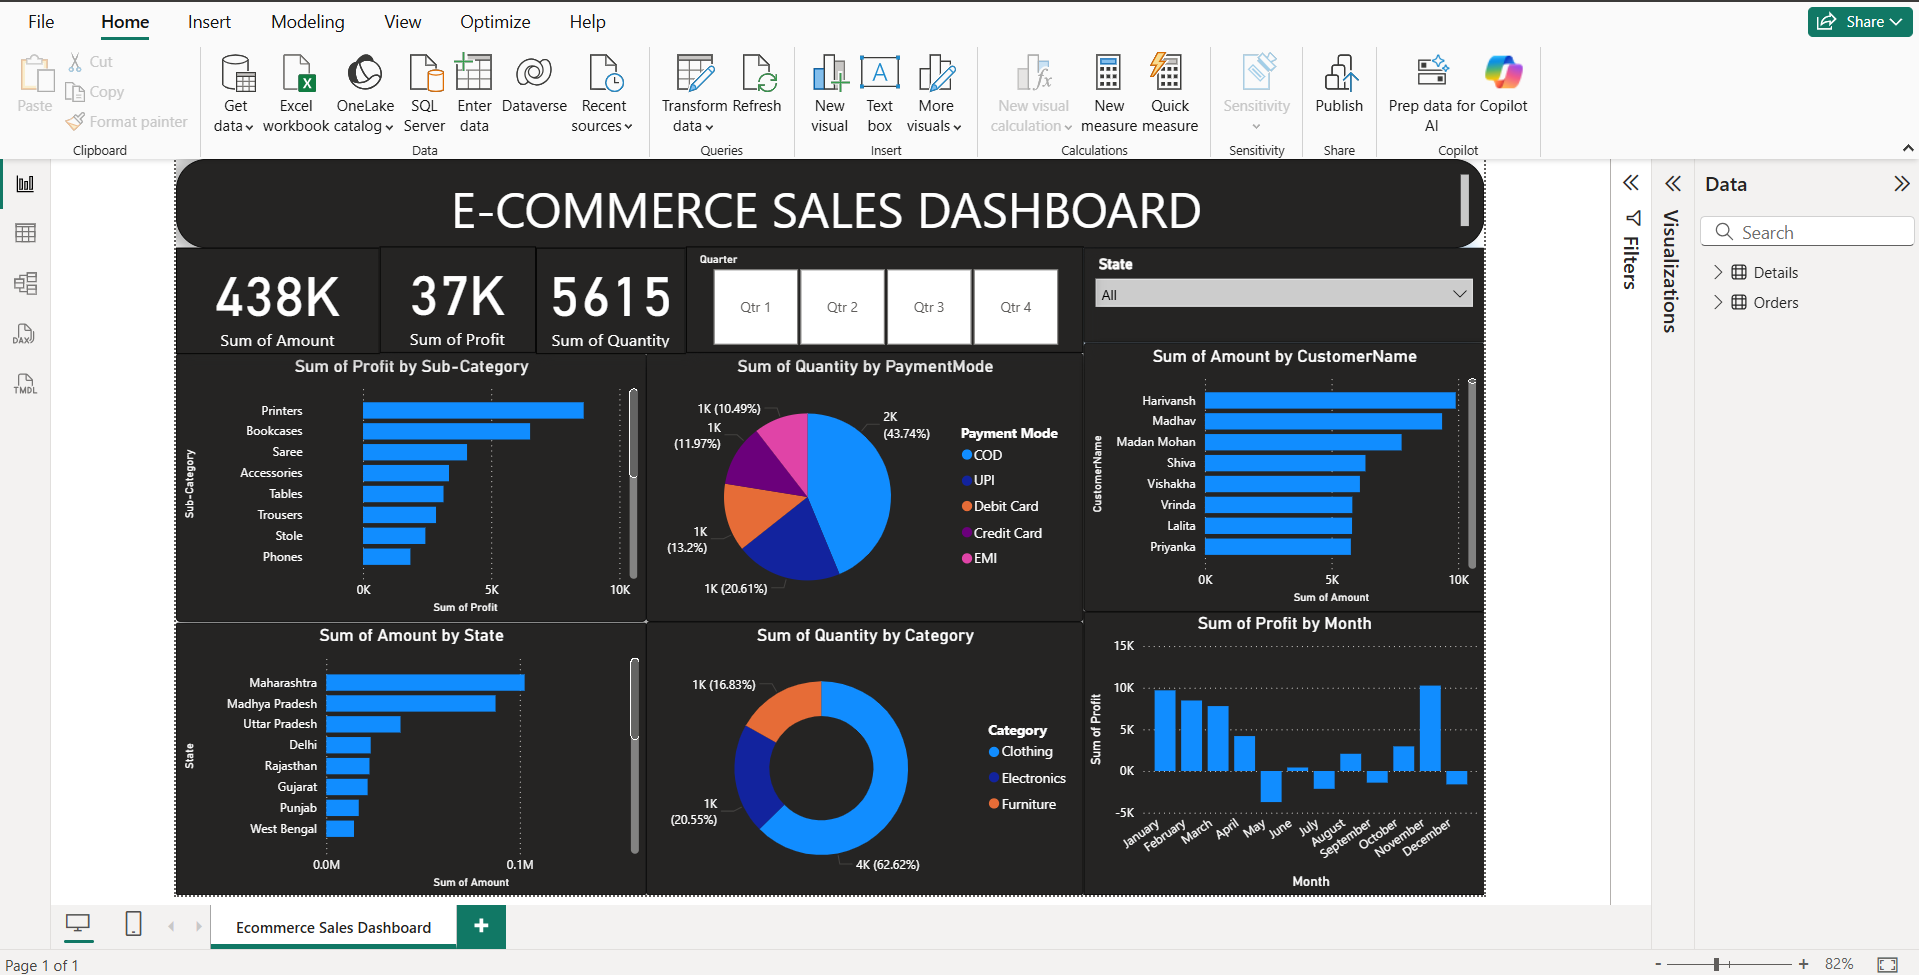 File Home Insert Modeling View Optimize Help
Share
Paste
Cut
Copy
Format painter
Clipboard
Get data
Excel workbook
OneLake catalog
SQL Server
Enter data
Dataverse
Recent sources
Data
Transform data
Refresh
Queries
New visual
Text box
More visuals
Insert
New visual calculation
New measure
Quick measure
Calculations
Sensitivity
Sensitivity
Publish
Share
Prep data for AI
Copilot
Copilot
DAX
TMDL
E-COMMERCE SALES DASHBOARD
438K
Sum of Amount
37K
Sum of Profit
5615
Sum of Quantity
Quarter
Qtr 1
Qtr 2
Qtr 3
Qtr 4
State
All
Sum of Profit by Sub-Category
Sub-Category
Printers
Bookcases
Saree
Accessories
Tables
Trousers
Stole
Phones
0K 5K 10K
Sum of Profit
Sum of Quantity by PaymentMode
1K (10.49%)
1K
(11.97%)
1K
(13.2%)
1K (20.61%)
2K
(43.74%)
Payment Mode
COD
UPI
Debit Card
Credit Card
EMI
Sum of Amount by CustomerName
CustomerName
Harivansh
Madhav
Madan Mohan
Shiva
Vishakha
Vrinda
Lalita
Priyanka
0K 5K 10K
Sum of Amount
Sum of Amount by State
State
Maharashtra
Madhya Pradesh
Uttar Pradesh
Delhi
Rajasthan
Gujarat
Punjab
West Bengal
0.0M 0.1M
Sum of Amount
Sum of Quantity by Category
1K (16.83%)
1K
(20.55%)
4K (62.62%)
Category
Clothing
Electronics
Furniture
Sum of Profit by Month
Sum of Profit
15K
10K
5K
0K
-5K
January February March April May June July August September October November December
Month
Filters
Visualizations
Data
Search
Details
Orders
Ecommerce Sales Dashboard
+
Page 1 of 1
- + 82%